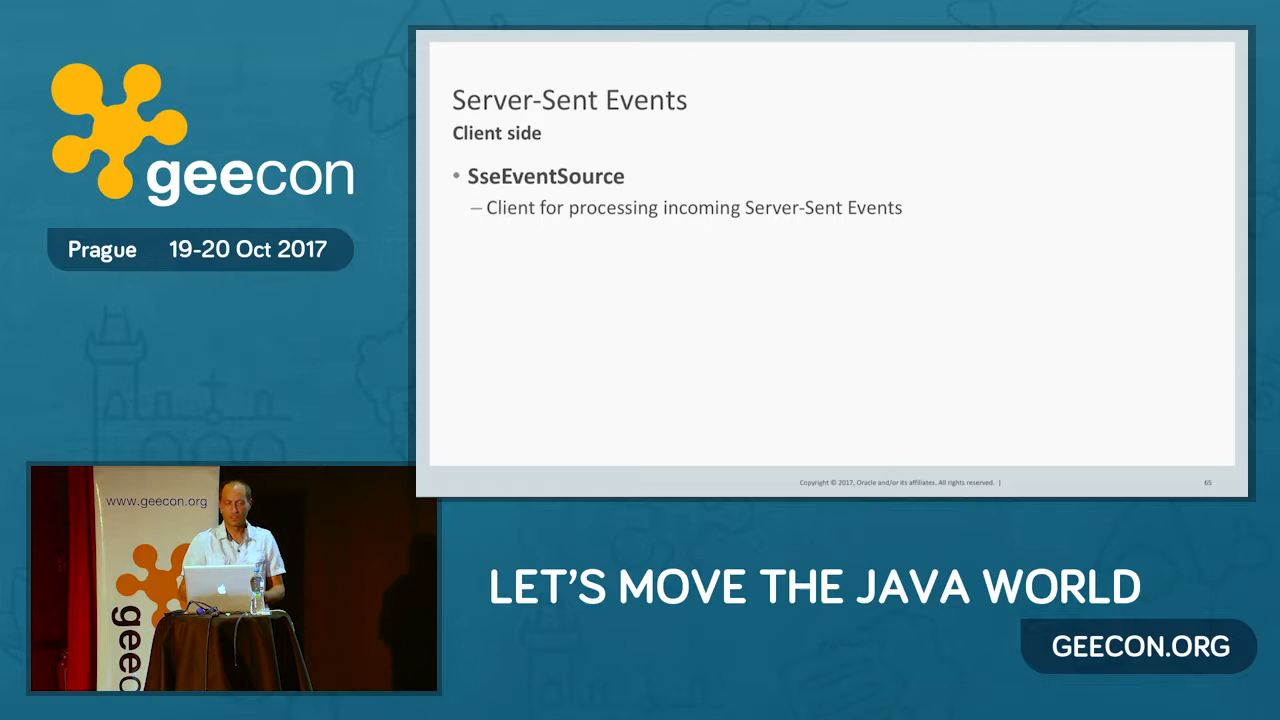 geecon
Prague 19-20 Oct 2017
Server-Sent Events
Client side
• SseEventSource
– Client for processing incoming Server-Sent Events
Copyright © 2017, Oracle and/or its affiliates. All rights reserved. |
65
www.geecon.org
geec
LET'S MOVE THE JAVA WORLD
GEECON.ORG